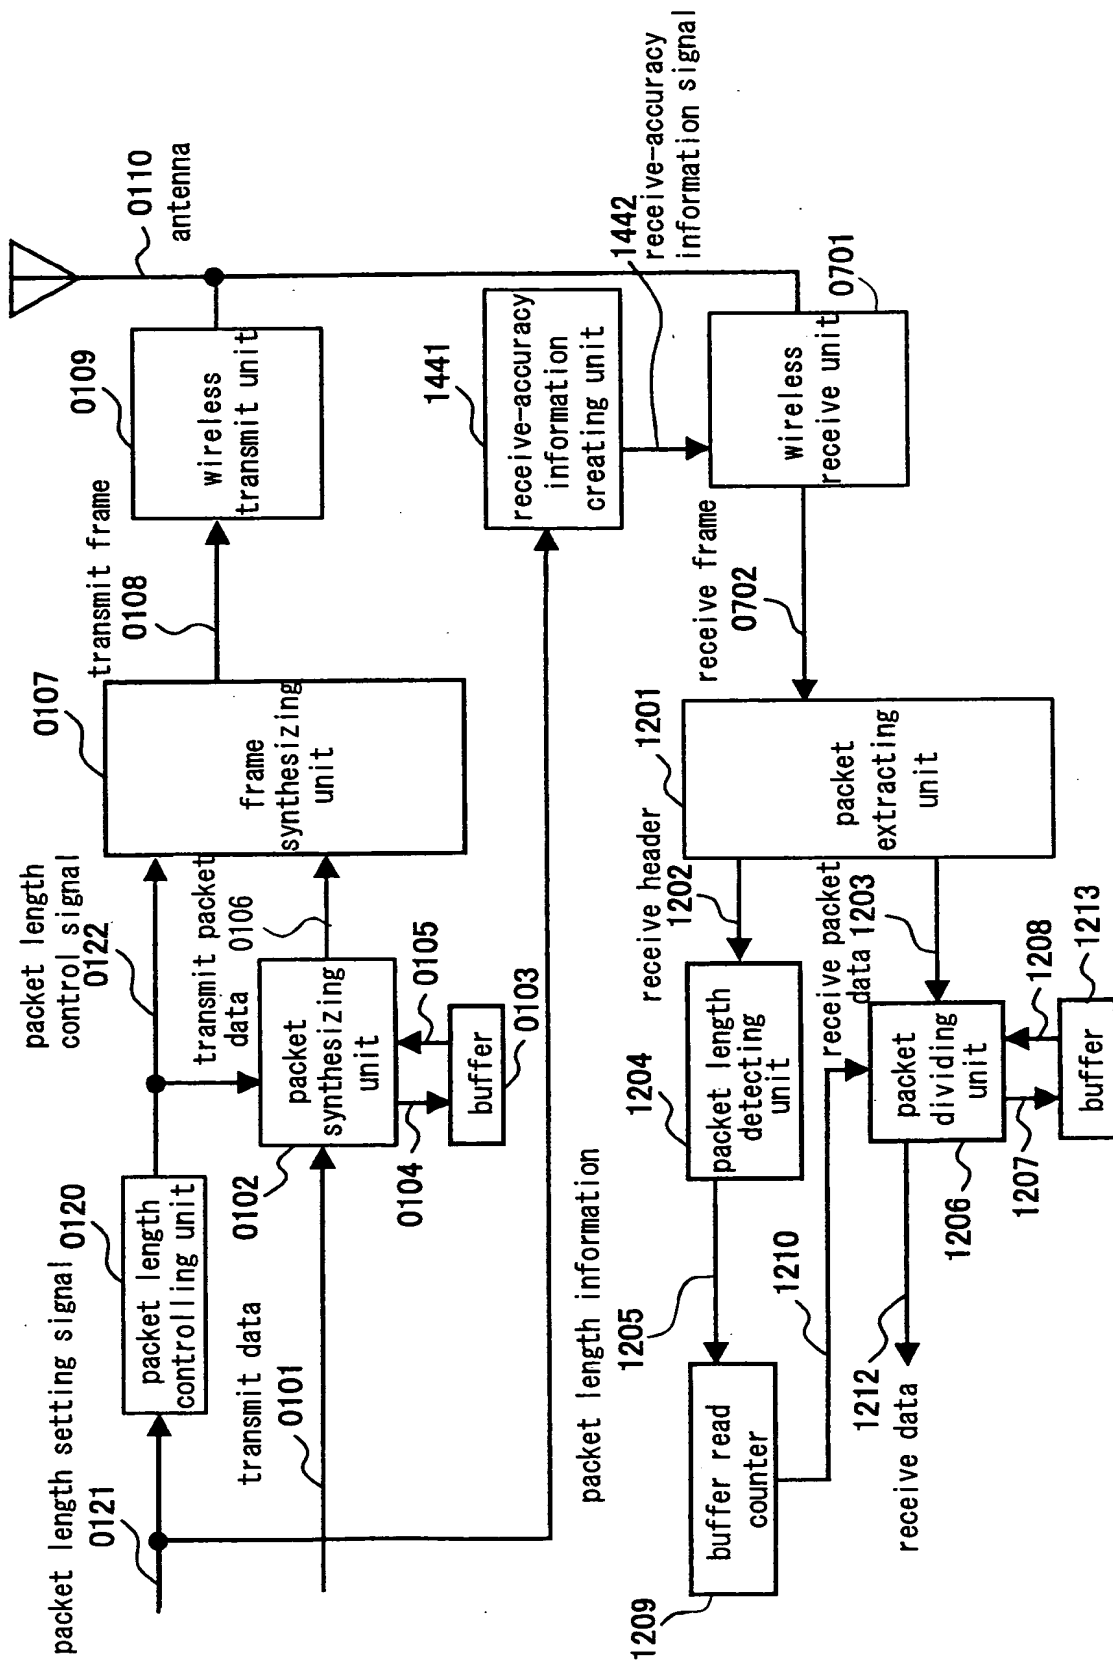 packet length setting signal
0121
0120
packet length
controlling unit
packet length
control signal
0122
transmit data
0101
0102
packet
synthesizing
unit
transmit packet
data
0106
0104
0105
buffer
0103
0107
frame
synthesizing
unit
transmit frame
0108
0109
wireless
transmit unit
0110
antenna
1441
receive-accuracy
information
creating unit
1442
receive-accuracy
information signal
wireless
receive unit
0701
receive frame
0702
1201
packet
extracting
unit
receive header
1202
receive packet
data 1203
1204
packet length
detecting
unit
packet length information
1205
1209
buffer read
counter
1210
packet
dividing
unit
1206
1207
1208
buffer
1213
1212
receive data